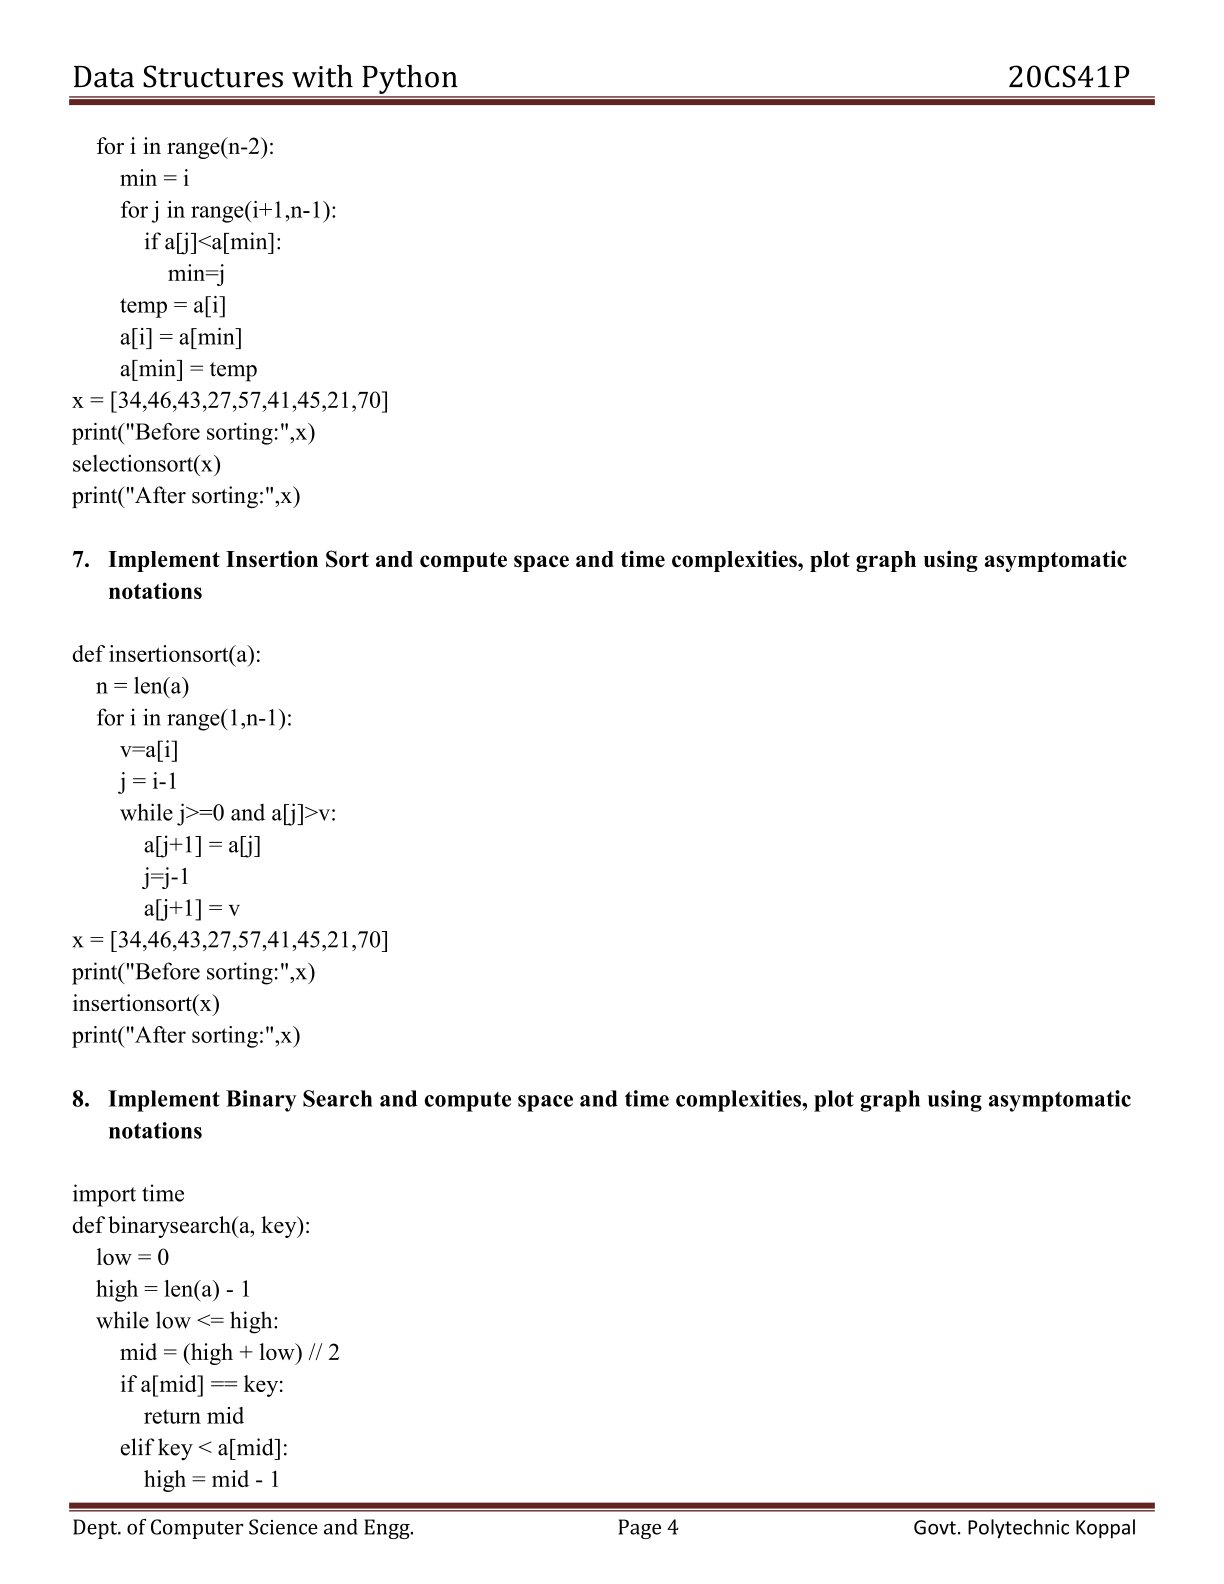 Data Structures with Python 20CS41P
for i in range(n-2):
min = i
for j in range(i+1,n-1):
if a[j]<a[min]:
min=j
temp = a[i]
a[i] = a[min]
a[min] = temp
x = [34,46,43,27,57,41,45,21,70]
print("Before sorting:",x)
selectionsort(x)
print("After sorting:",x)
7. Implement Insertion Sort and compute space and time complexities, plot graph using asymptomatic
notations
def insertionsort(a):
n = len(a)
for i in range(1,n-1):
v=a[i]
j = i-1
while j>=0 and a[j]>v:
a[j+1] = a[j]
j=j-1
a[j+1] = v
x = [34,46,43,27,57,41,45,21,70]
print("Before sorting:",x)
insertionsort(x)
print("After sorting:",x)
8. Implement Binary Search and compute space and time complexities, plot graph using asymptomatic
notations
import time
def binarysearch(a, key):
low = 0
high = len(a) - 1
while low <= high:
mid = (high + low) // 2
if a[mid] == key:
return mid
elif key < a[mid]:
high = mid - 1
Dept. of Computer Science and Engg. Page 4 Govt. Polytechnic Koppal